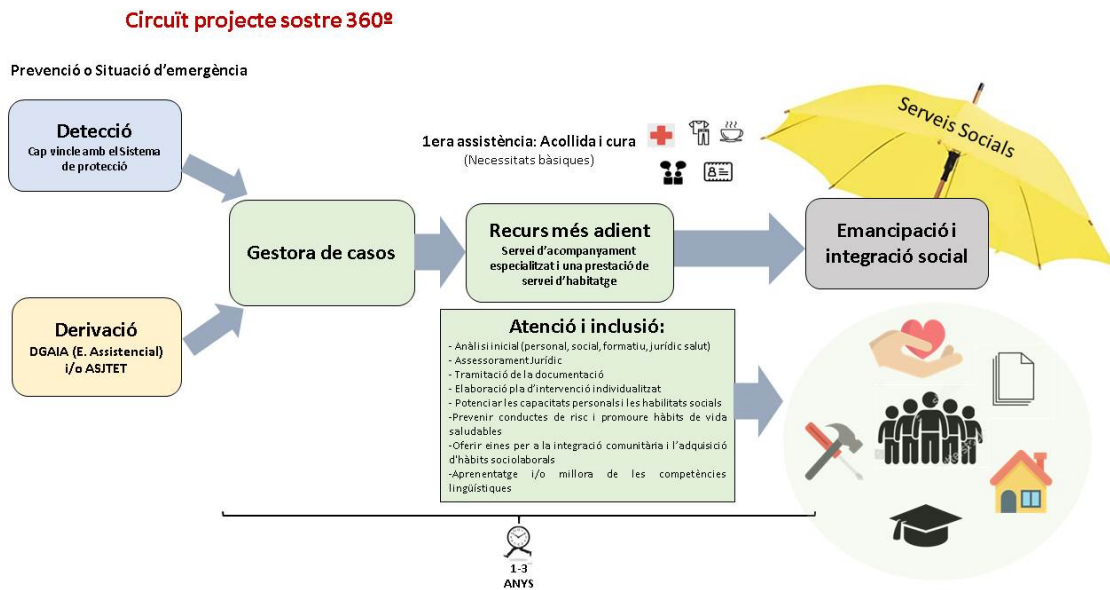 Circuït projecte sostre 360º
Prevenció o Situació d'emergència
Detecció
Cap vincle amb el Sistema
de protecció
Derivació
DGAIA (E. Assistencial)
i/o ASJTET
Gestora de casos
1era assistència: Acollida i cura
(Necessitats bàsiques)
Recurs més adient
Servei d'acompanyament
especialitzat i una prestació de
servei d'habitatge
Serveis Socials
Emancipació i
integració social
Atenció i inclusió:
- Anàlisi inicial (personal, social, formatiu, jurídic salut)
- Assessorament Jurídic
- Tramitació de la documentació
- Elaboració pla d'intervenció individualitzat
- Potenciar les capacitats personals i les habilitats socials
-Prevenir conductes de risc i promoure hàbits de vida
saludables
-Oferir eines per a la integració comunitària i l'adquisició
d'hàbits sociolaborals
-Aprenentatge i/o millora de les competències
lingüístiques
1-3
ANYS